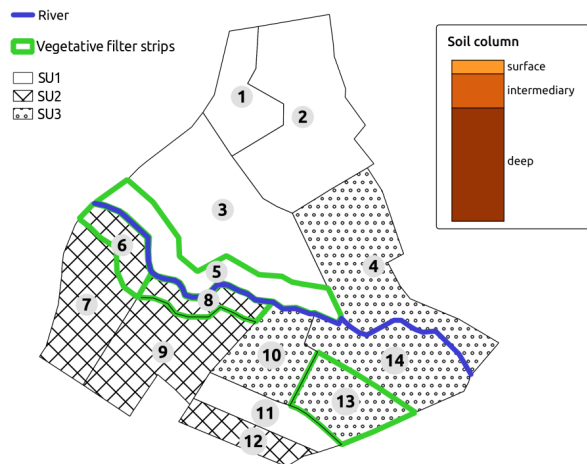 River
Vegetative filter strips
SU1
SU2
SU3
Soil column
surface
intermediary
deep
1
2
3
4
5
6
7
8
9
10
14
13
11
12